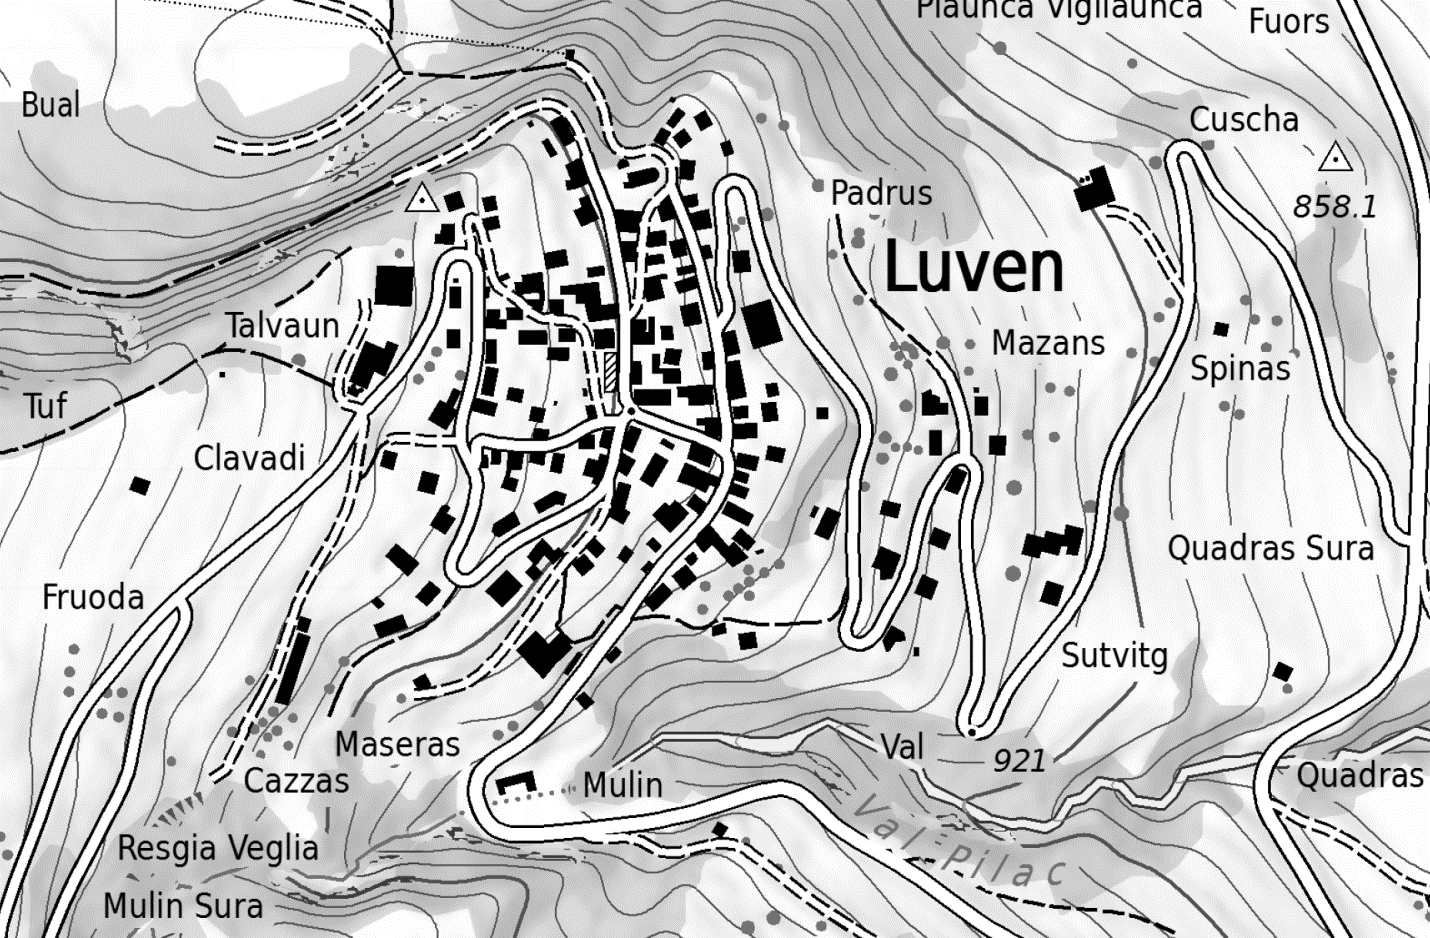 Plaunca Vigliaunca
Fuors
Bual
Cuscha
858.1
Padrus
Luven
Talvaun
Mazans
Spinas
Tuf
Clavadi
Quadras Sura
Fruoda
Sutvitg
Maseras
Val
921
Cazzas
Mulin
Quadras
Val Pilac
Resgia Veglia
Mulin Sura